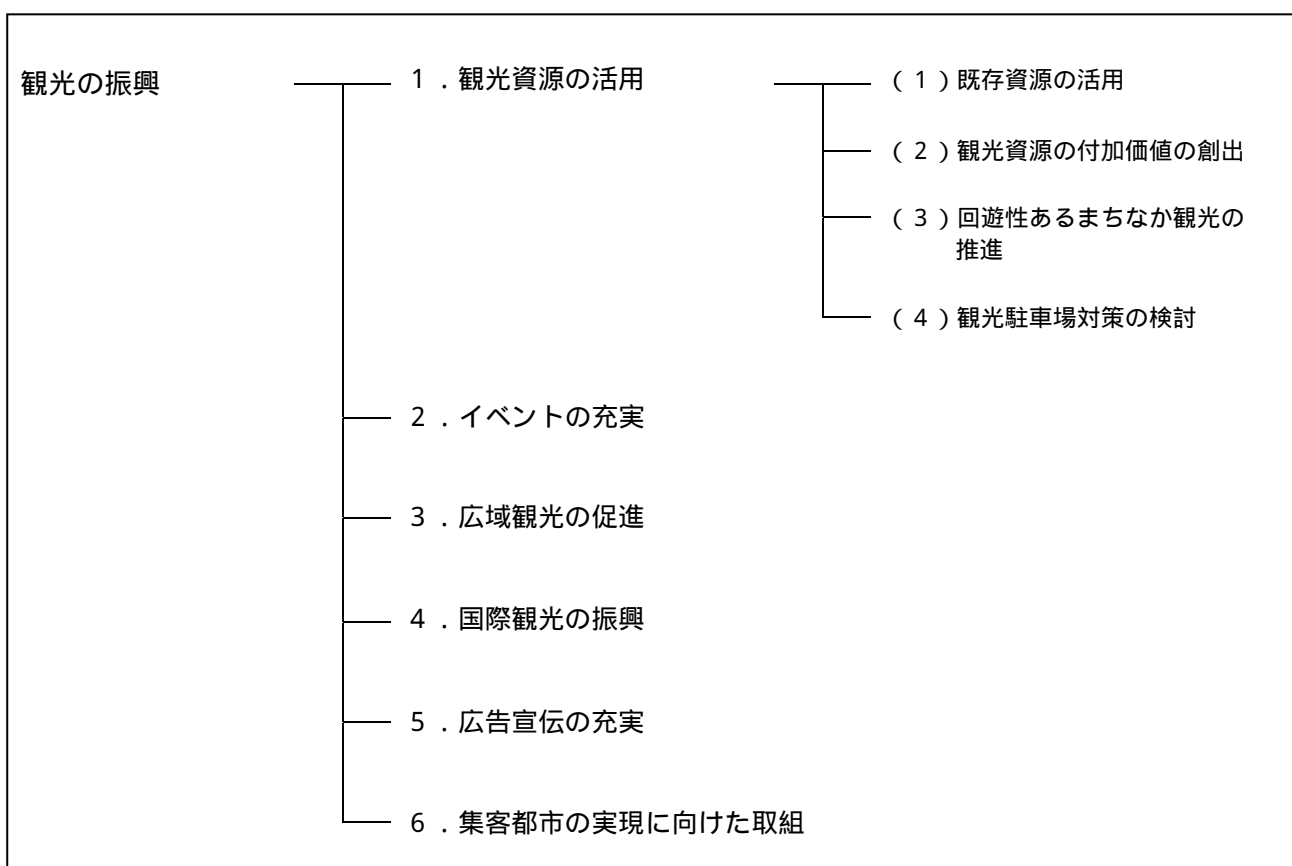 観光の振興
1．観光資源の活用
（1）既存資源の活用
（2）観光資源の付加価値の創出
（3）回遊性あるまちなか観光の
推進
（4）観光駐車場対策の検討
2．イベントの充実
3．広域観光の促進
4．国際観光の振興
5．広告宣伝の充実
6．集客都市の実現に向けた取組